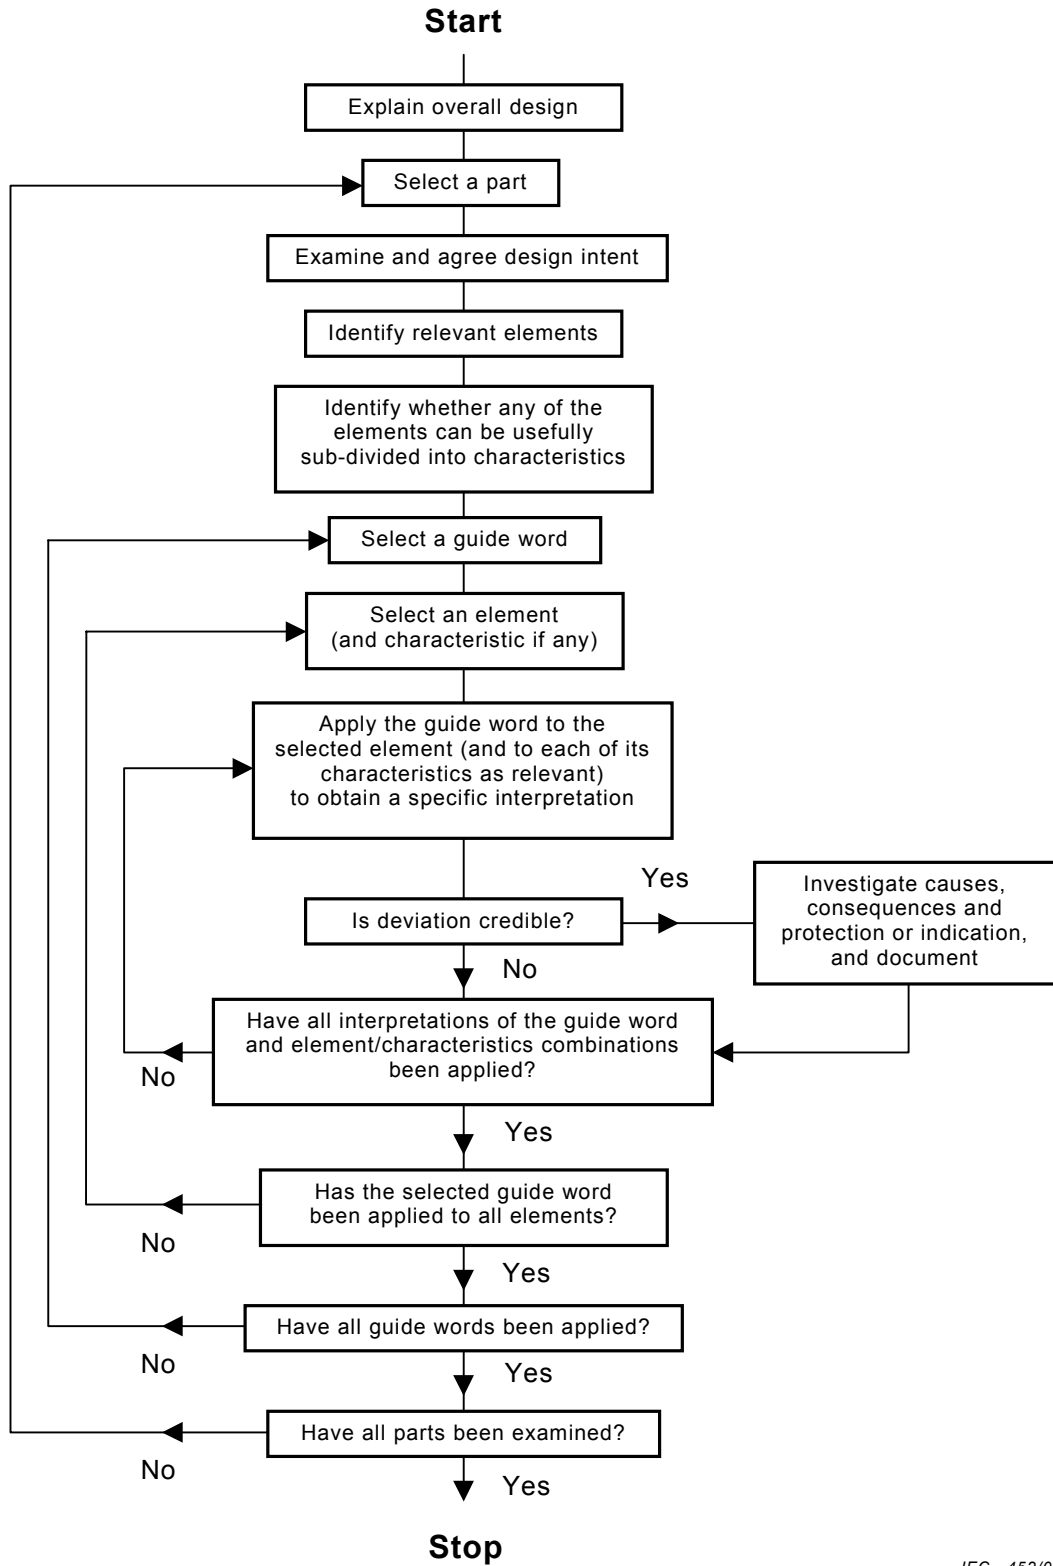 Start
Explain overall design
Select a part
Examine and agree design intent
Identify relevant elements
Identify whether any of the
elements can be usefully
sub-divided into characteristics
Select a guide word
Select an element
(and characteristic if any)
Apply the guide word to the
selected element (and to each of its
characteristics as relevant)
to obtain a specific interpretation
Yes
Investigate causes,
consequences and
protection or indication,
and document
Is deviation credible?
No
Have all interpretations of the guide word
and element/characteristics combinations
been applied?
No
Yes
Has the selected guide word
been applied to all elements?
No
Yes
Have all guide words been applied?
No
Yes
Have all parts been examined?
No
Yes
Stop
IEC